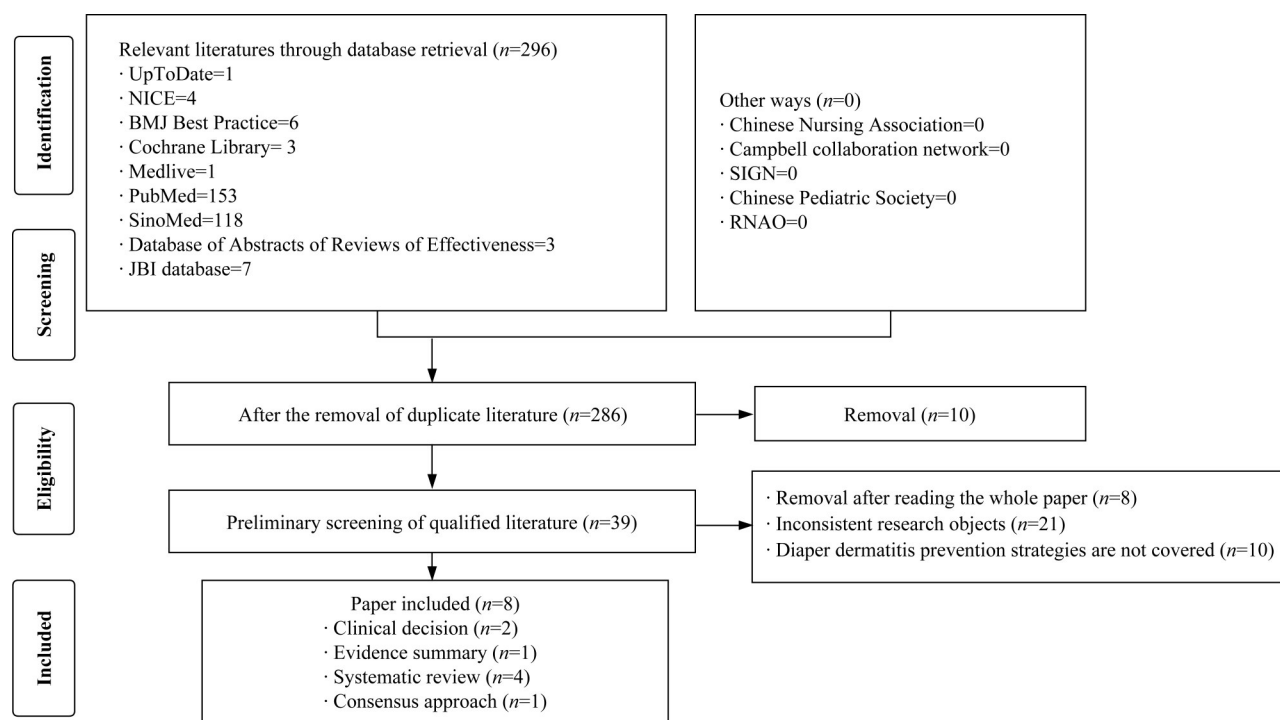 Identification
Relevant literatures through database retrieval (n=296)
· UpToDate=1
· NICE=4
· BMJ Best Practice=6
· Cochrane Library= 3
· Medlive=1
· PubMed=153
· SinoMed=118
· Database of Abstracts of Reviews of Effectiveness=3
· JBI database=7
Other ways (n=0)
· Chinese Nursing Association=0
· Campbell collaboration network=0
· SIGN=0
· Chinese Pediatric Society=0
· RNAO=0
Screening
After the removal of duplicate literature (n=286)
Removal (n=10)
Eligibility
Preliminary screening of qualified literature (n=39)
· Removal after reading the whole paper (n=8)
· Inconsistent research objects (n=21)
· Diaper dermatitis prevention strategies are not covered (n=10)
Included
Paper included (n=8)
· Clinical decision (n=2)
· Evidence summary (n=1)
· Systematic review (n=4)
· Consensus approach (n=1)